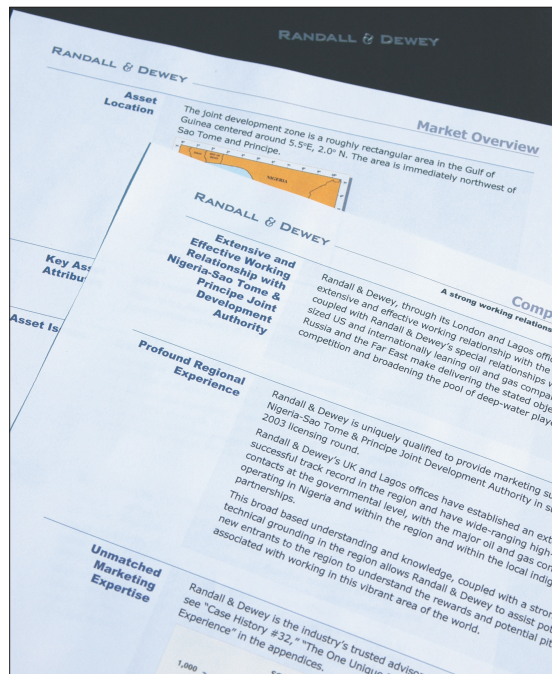 RANDALL & DEWEY
RANDALL & DEWEY
Market Overview
Asset
Location
The joint development zone is a roughly rectangular area in the Gulf of
Guinea centered around 5.5°E, 2.0° N. The area is immediately northwest of
Sao Tome and Principe.
NIGERIA
Key Ass
Attribu
Asset Is
RANDALL & DEWEY
Comp
A strong working relations
Extensive and
Effective Working
Relationship with
Nigeria-Sao Tome &
Principe Joint
Development
Authority
Randall & Dewey, through its London and Lagos offic
extensive and effective working relationship with the
coupled with Randall & Dewey's special relationships w
sized US and internationally leaning oil and gas compa
Russia and the Far East make delivering the stated obje
competition and broadening the pool of deep-water playe
Profound Regional
Experience
Randall & Dewey is uniquely qualified to provide marketing su
Nigeria-Sao Tome & Principe Joint Development Authority in s
2003 licensing round.
Randall & Dewey's UK and Lagos offices have established an ext
successful track record in the region and have wide-ranging high-
contacts at the governmental level, with the major oil and gas com
operating in Nigeria and within the region and within the local indig
partnerships.
This broad based understanding and knowledge, coupled with a stron
technical grounding in the region allows Randall & Dewey to assist pot
new entrants to the region to understand the rewards and potential pit
associated with working in this vibrant area of the world.
Unmatched
Marketing
Expertise
Randall & Dewey is the industry's trusted adviso
see "Case History #32," "The One Unique
Experience" in the appendices.
1,000